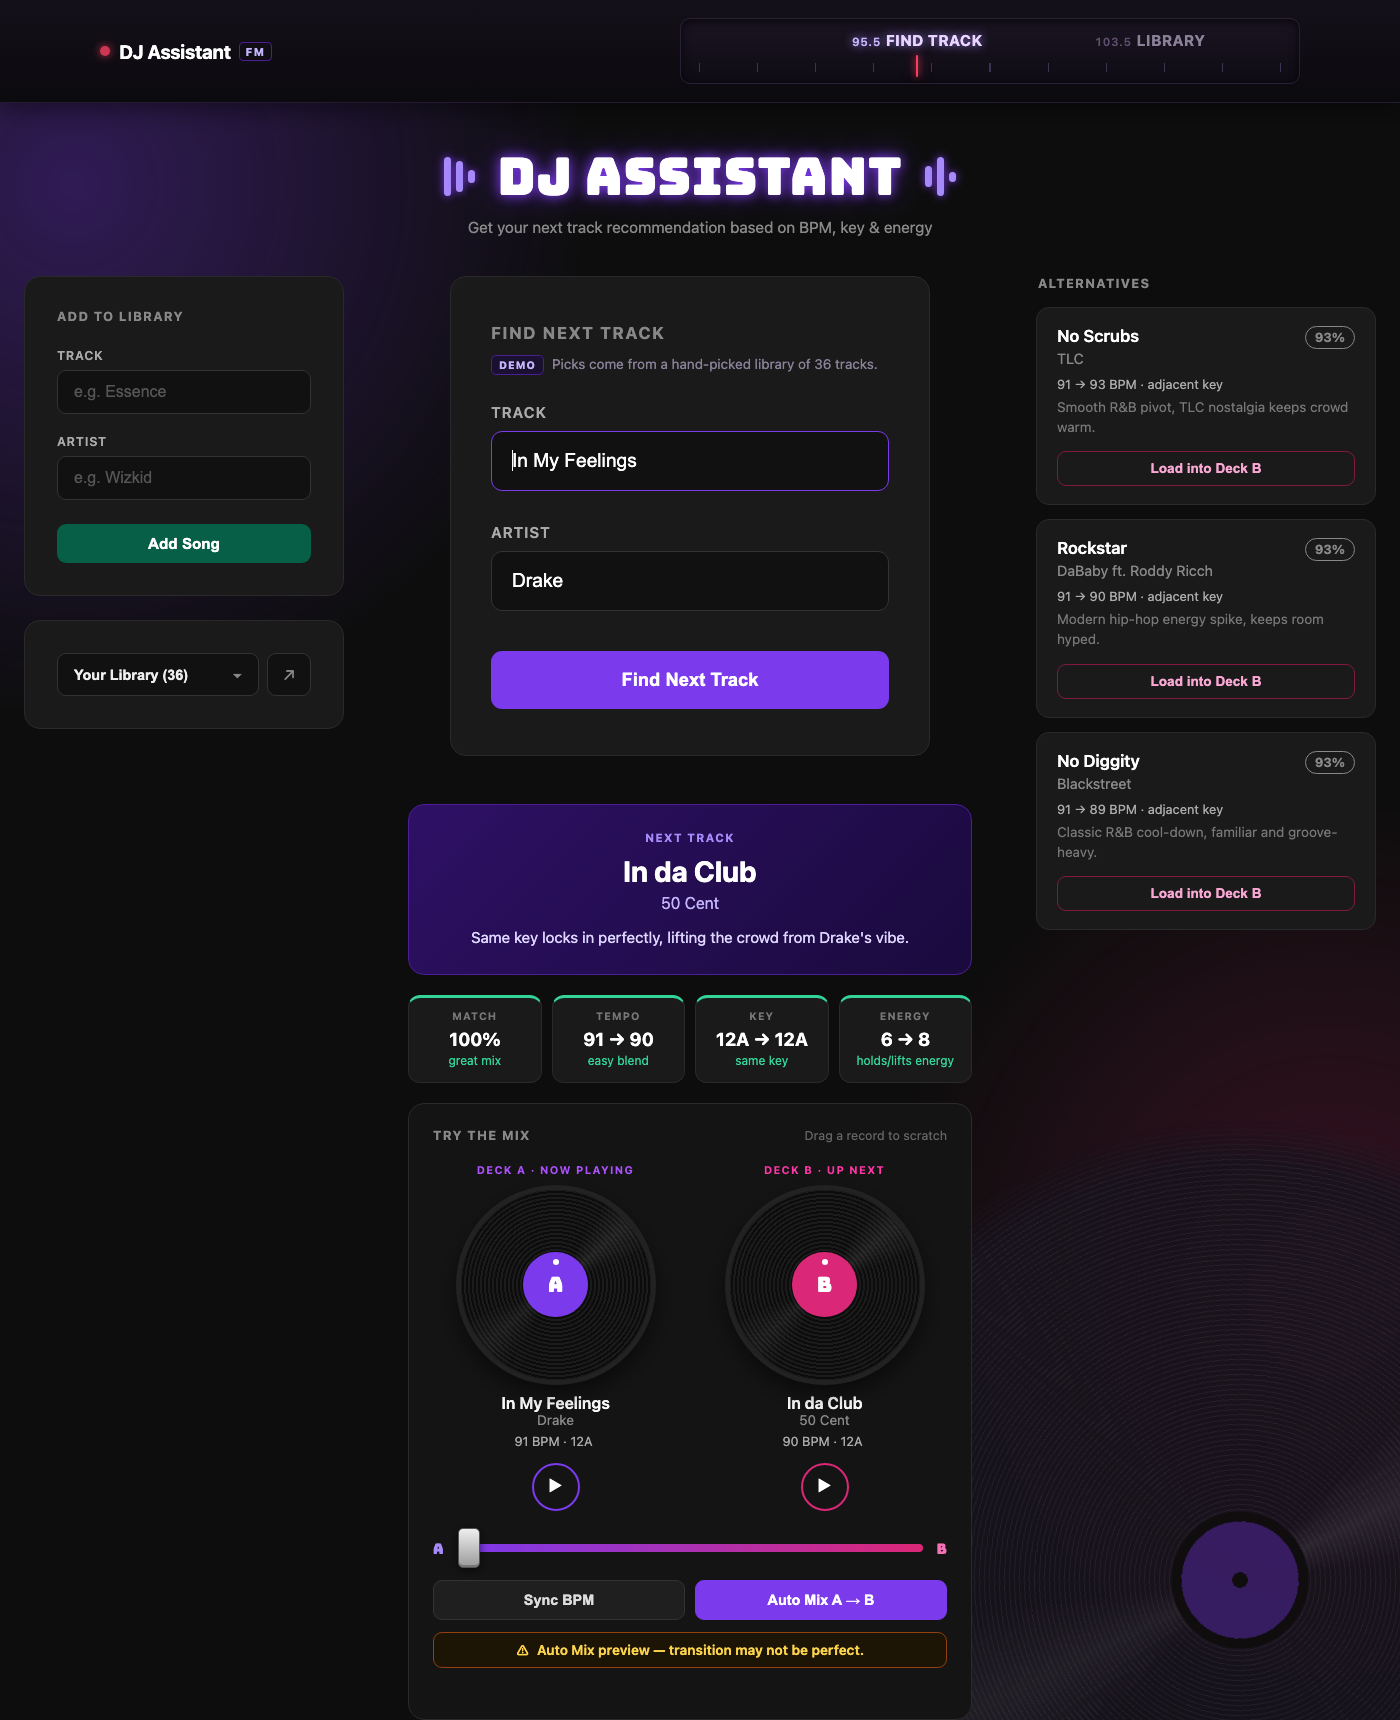 DJ Assistant FM
95.5 FIND TRACK
103.5 LIBRARY
DJ ASSISTANT
Get your next track recommendation based on BPM, key & energy
ADD TO LIBRARY
TRACK
e.g. Essence
ARTIST
e.g. Wizkid
Add Song
Your Library (36)
FIND NEXT TRACK
DEMO Picks come from a hand-picked library of 36 tracks.
TRACK
In My Feelings
ARTIST
Drake
Find Next Track
ALTERNATIVES
No Scrubs 93%
TLC
91 → 93 BPM · adjacent key
Smooth R&B pivot, TLC nostalgia keeps crowd
warm.
Load into Deck B
Rockstar 93%
DaBaby ft. Roddy Ricch
91 → 90 BPM · adjacent key
Modern hip-hop energy spike, keeps room
hyped.
Load into Deck B
No Diggity 93%
Blackstreet
91 → 89 BPM · adjacent key
Classic R&B cool-down, familiar and groove-
heavy.
Load into Deck B
NEXT TRACK
In da Club
50 Cent
Same key locks in perfectly, lifting the crowd from Drake's vibe.
MATCH
100%
great mix
TEMPO
91 → 90
easy blend
KEY
12A → 12A
same key
ENERGY
6 → 8
holds/lifts energy
TRY THE MIX
Drag a record to scratch
DECK A · NOW PLAYING
A
In My Feelings
Drake
91 BPM · 12A
DECK B · UP NEXT
B
In da Club
50 Cent
90 BPM · 12A
A
B
Sync BPM
Auto Mix A → B
⚠ Auto Mix preview — transition may not be perfect.